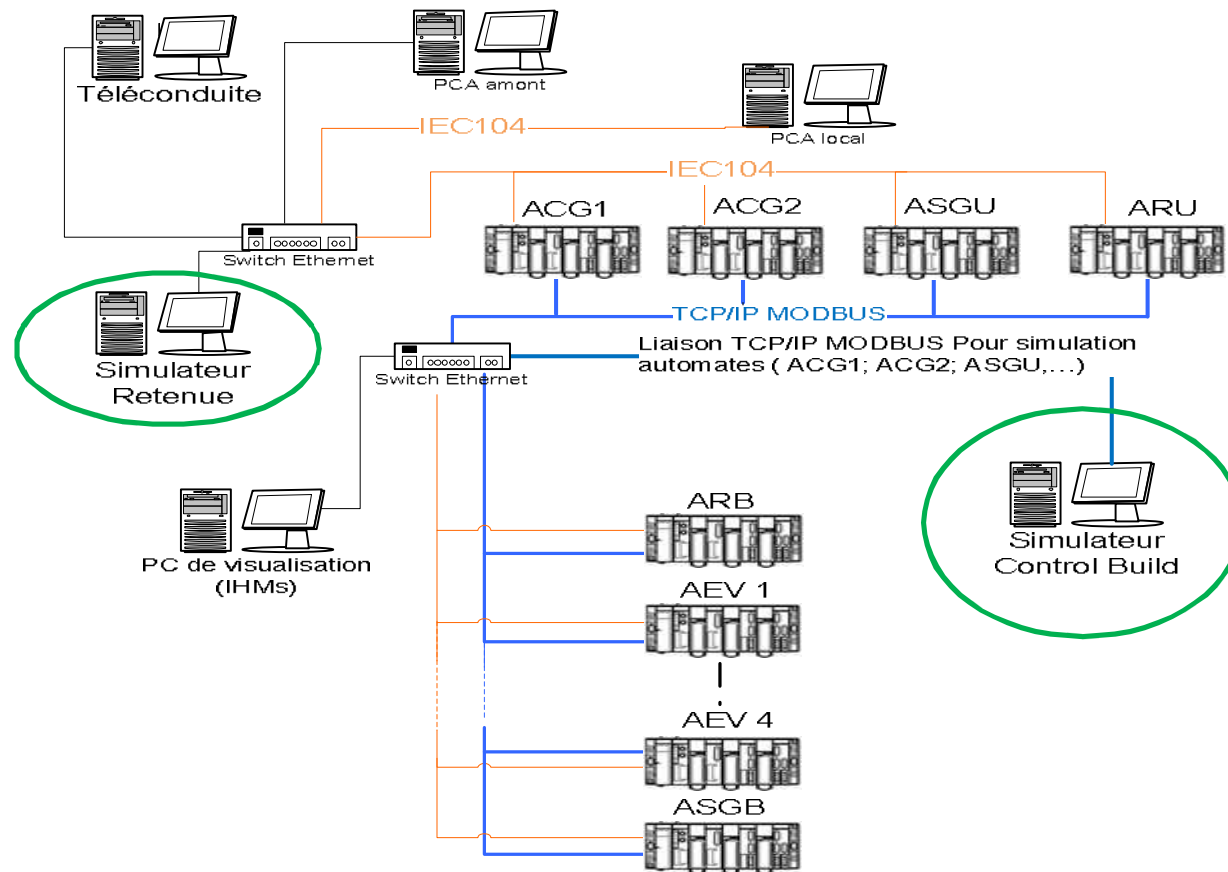 Téléconduite
PCA amont
PCA local
IEC104
IEC104
ACG1
ACG2
ASGU
ARU
Switch Ethernet
TCP/IP MODBUS
Liaison TCP/IP MODBUS Pour simulation
automates ( ACG1; ACG2; ASGU,...)
Simulateur
Retenue
Switch Ethernet
PC de visualisation
(IHMs)
Simulateur
Control Build
ARB
AEV 1
AEV 4
ASGB